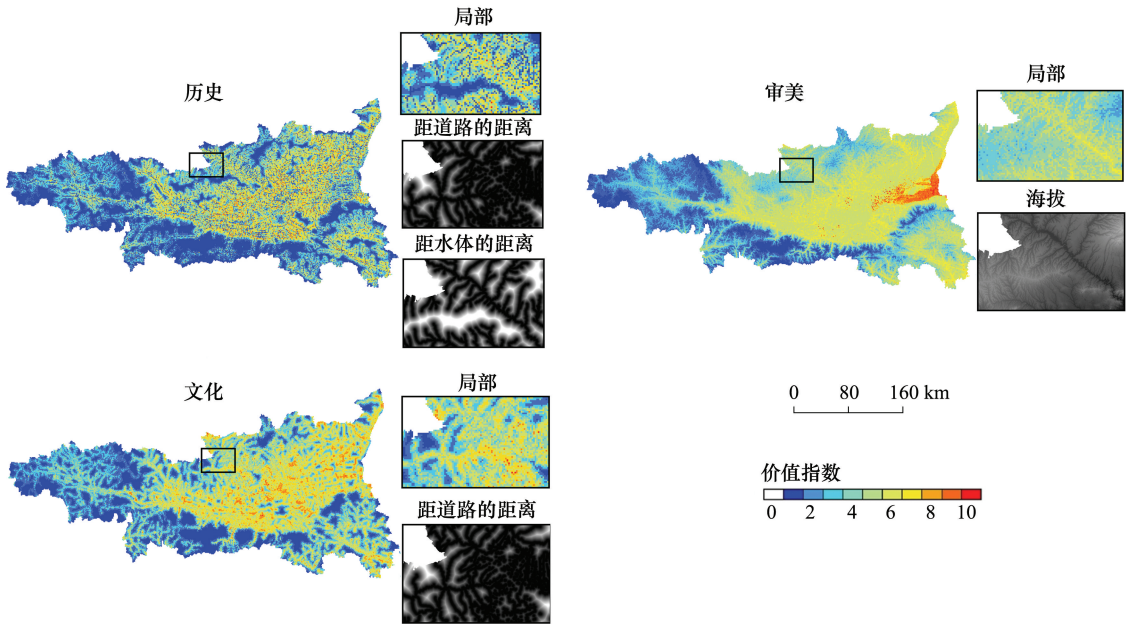 局部
历史
距道路的距离
距水体的距离
审美
局部
海拔
文化
局部
距道路的距离
0 80 160 km
价值指数
0 2 4 6 8 10